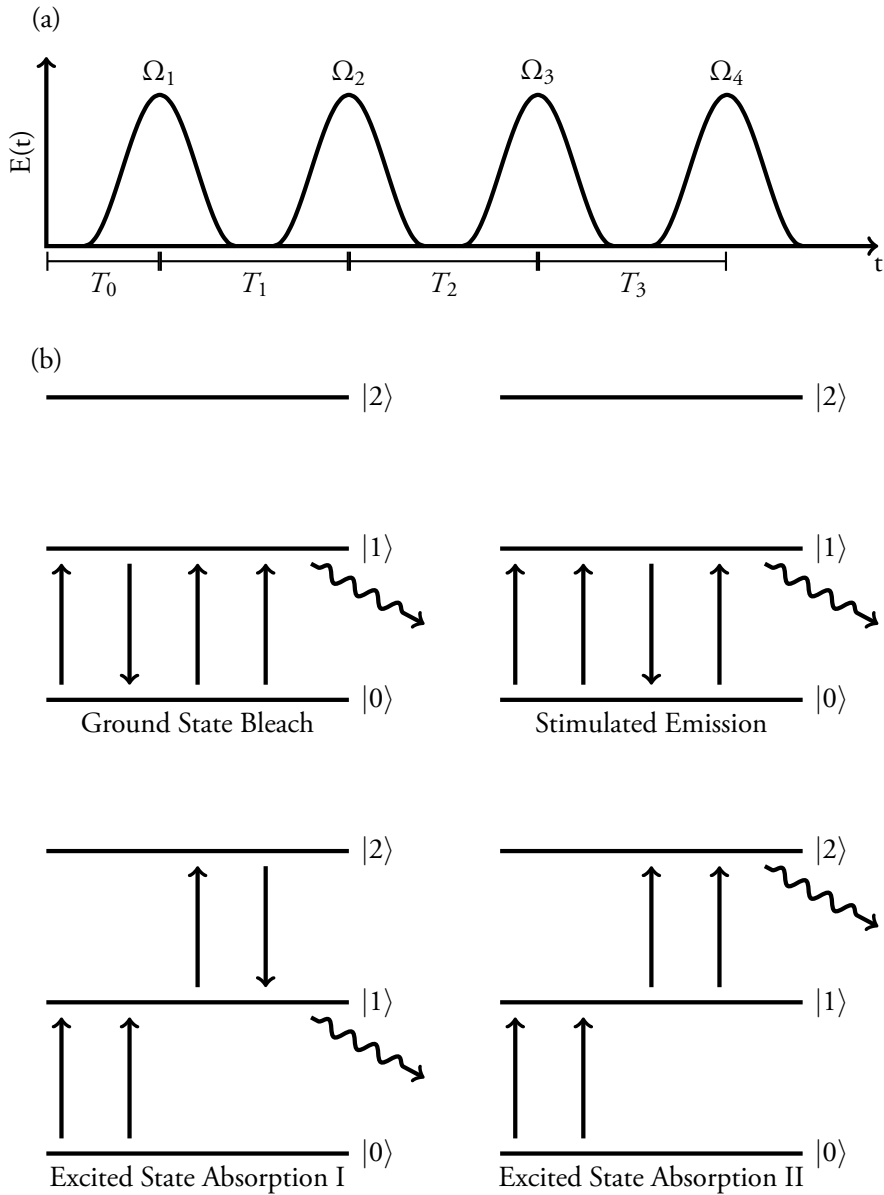 (a)
Ω₁ Ω₂ Ω₃ Ω₄
E(t)
t
T₀ T₁ T₂ T₃
(b)
|2⟩ |2⟩
|1⟩ |1⟩
|0⟩ |0⟩
Ground State Bleach Stimulated Emission
|2⟩ |2⟩
|1⟩ |1⟩
|0⟩ |0⟩
Excited State Absorption I Excited State Absorption II